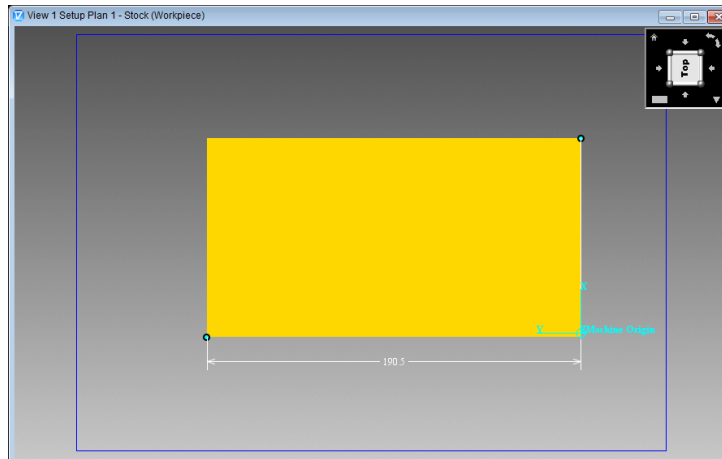 View 1 Setup Plan 1 - Stock (Workpiece)
Top
X
Y
Machine Origin
190.5